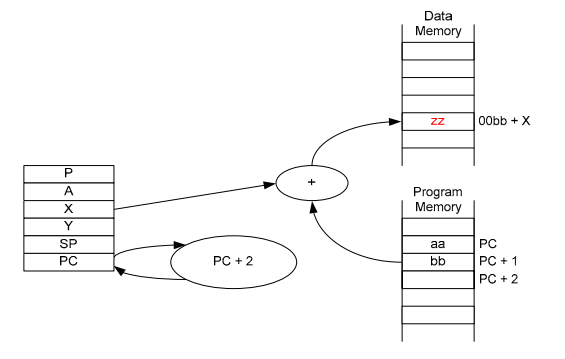 Data
Memory
zz
00bb + X
P
A
X
Y
SP
PC
+
PC + 2
Program
Memory
aa
PC
bb
PC + 1
PC + 2